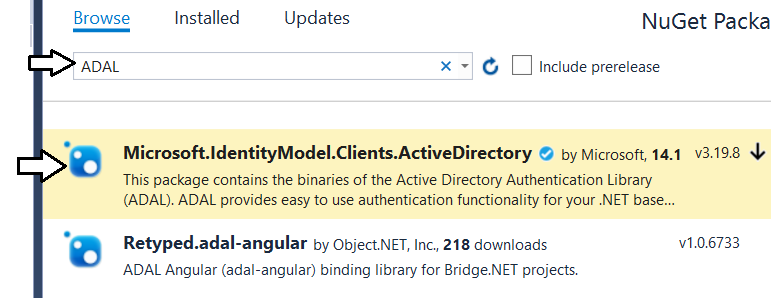 Browse Installed Updates NuGet Packa
ADAL Include prerelease
Microsoft.IdentityModel.Clients.ActiveDirectory by Microsoft, 14.1 v3.19.8
This package contains the binaries of the Active Directory Authentication Library
(ADAL). ADAL provides easy to use authentication functionality for your .NET base...
Retyped.adal-angular by Object.NET, Inc., 218 downloads v1.0.6733
ADAL Angular (adal-angular) binding library for Bridge.NET projects.